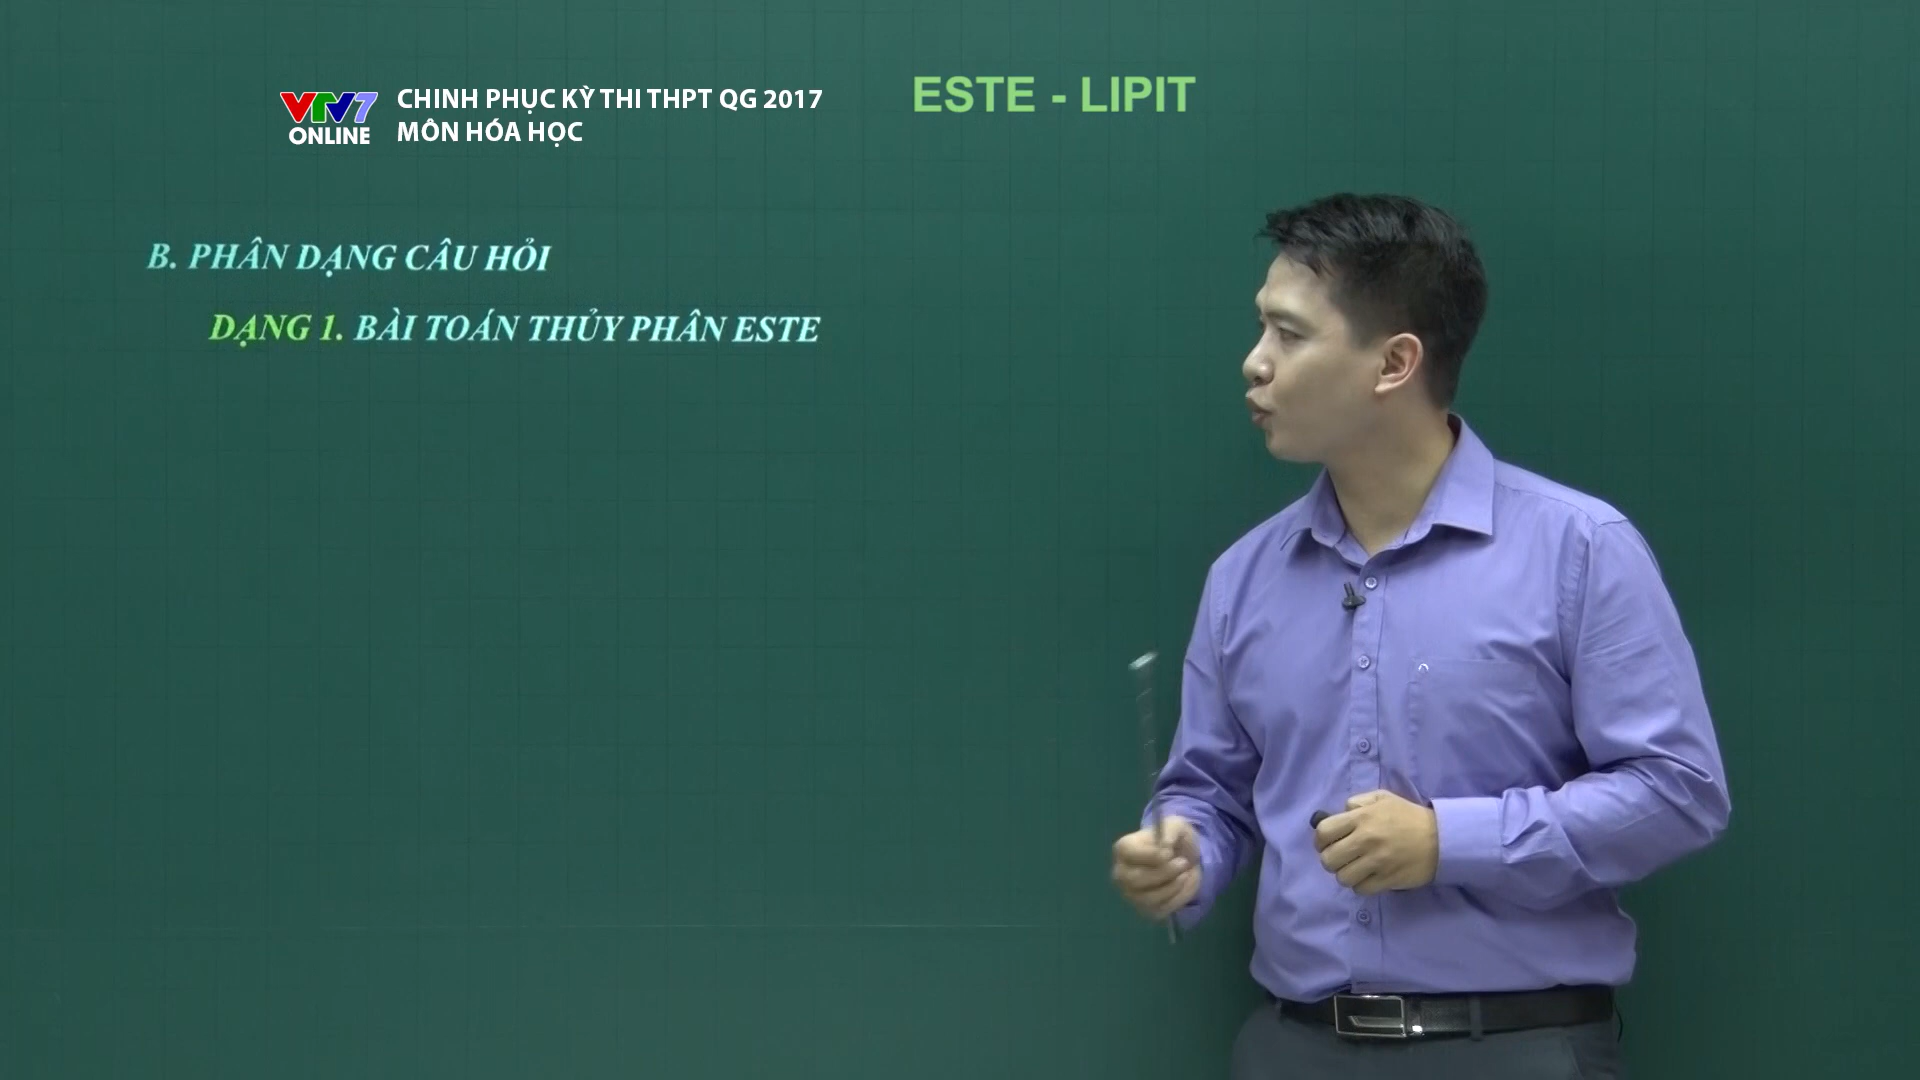 VTV7
ONLINE
CHINH PHỤC KỲ THI THPT QG 2017
MÔN HÓA HỌC
ESTE - LIPIT
B. PHÂN DẠNG CÂU HỎI
DẠNG 1. BÀI TOÁN THỦY PHÂN ESTE